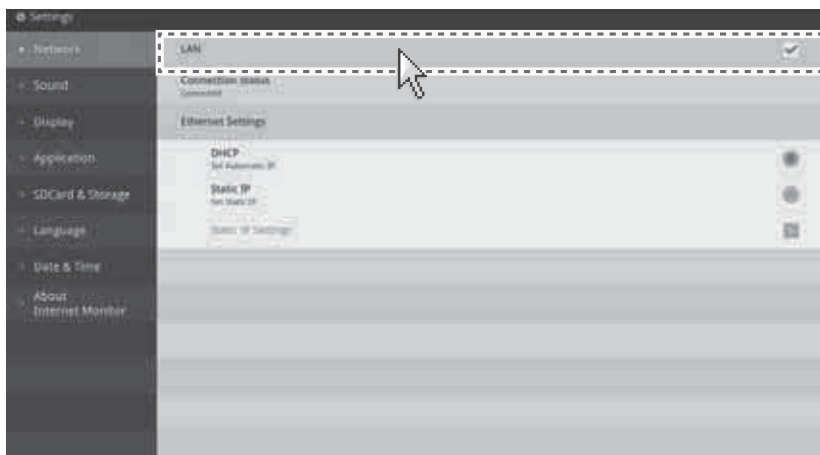 Settings
Network
Sound
Display
Application
SDCard & Storage
Language
Date & Time
About
Internet Monitor
LAN
Connection Status
Connected
Ethernet Settings
DHCP
Set Automatic IP
Static IP
Set Static IP
Static IP Settings